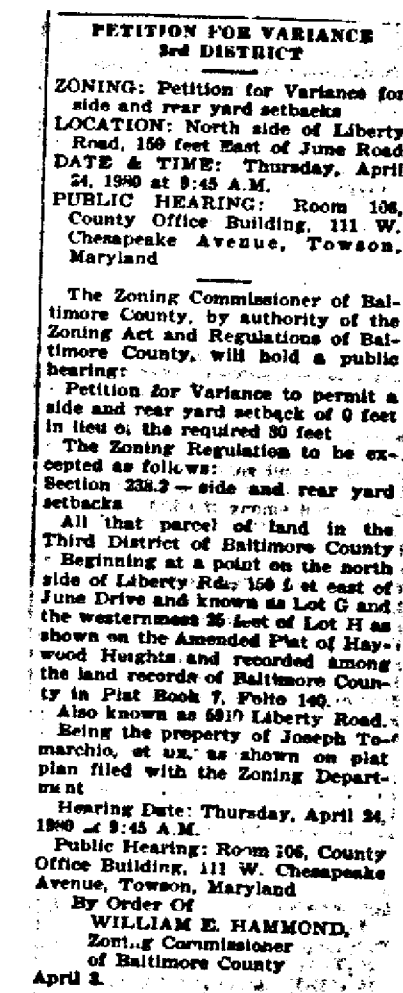 PETITION FOR VARIANCE
3rd DISTRICT
ZONING: Petition for Variance for
side and rear yard setbacks
LOCATION: North side of Liberty
Road, 150 feet East of June Road
DATE & TIME: Thursday, April
24, 1980 at 9:45 A.M.
PUBLIC HEARING: Room 106,
County Office Building, 111 W.
Chesapeake Avenue, Towson,
Maryland
The Zoning Commissioner of Bal-
timore County, by authority of the
Zoning Act and Regulations of Bal-
timore County, will hold a public
hearing:
Petition for Variance to permit a
side and rear yard setback of 0 feet
in lieu of the required 30 feet
The Zoning Regulation to be ex-
cepted as follows:
Section 238.2 — side and rear yard
setbacks
All that parcel of land in the
Third District of Baltimore County
Beginning at a point on the north
side of Liberty Rd., 150 feet east of
June Drive and known as Lot G and
the westernmost 25 feet of Lot H as
shown on the Amended Plat of Hay-
wood Heights and recorded among
the land records of Baltimore Coun-
ty in Plat Book 7, Folio 140.
Also known as Liberty Road.
Being the property of Joseph To-
marchio, et ux, as shown on plat
plan filed with the Zoning Depart-
ment
Hearing Date: Thursday, April 24,
1980 at 9:45 A.M.
Public Hearing: Room 106, County
Office Building, 111 W. Chesapeake
Avenue, Towson, Maryland
By Order Of
WILLIAM E. HAMMOND,
Zoning Commissioner
of Baltimore County
April 3.